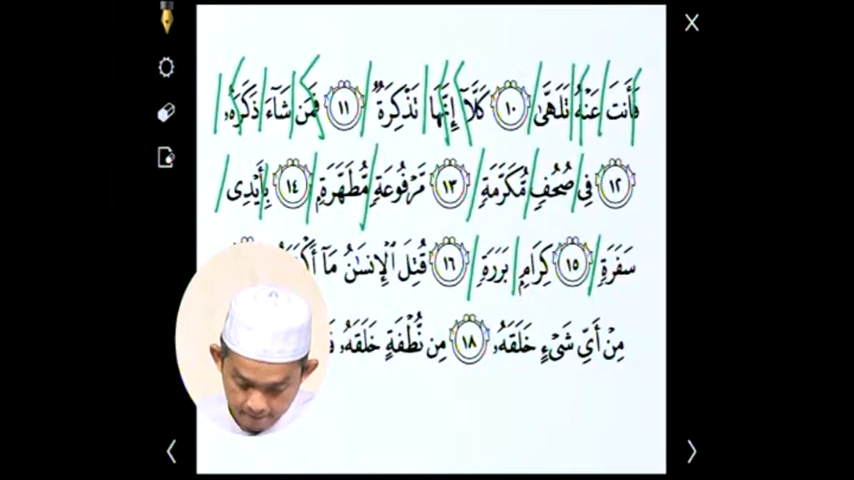 فَأَنتَ عَنْهُ تَلَهَّىٰ ١٠ كَلَّآ إِنَّهَا تَذْكِرَةٌ ١١ فَمَن شَآءَ ذَكَرَهُۥ
١٢ فِى صُحُفٍ مُّكَرَّمَةٍ ١٣ مَّرْفُوعَةٍ مُّطَهَّرَةٍ ١٤ بِأَيْدِى
سَفَرَةٍ ١٥ كِرَامٍ بَرَرَةٍ ١٦ قُتِلَ ٱلْإِنسَٰنُ مَآ
مِنْ أَىِّ شَىْءٍ خَلَقَهُۥ ١٨ مِن نُّطْفَةٍ خَلَقَهُۥ